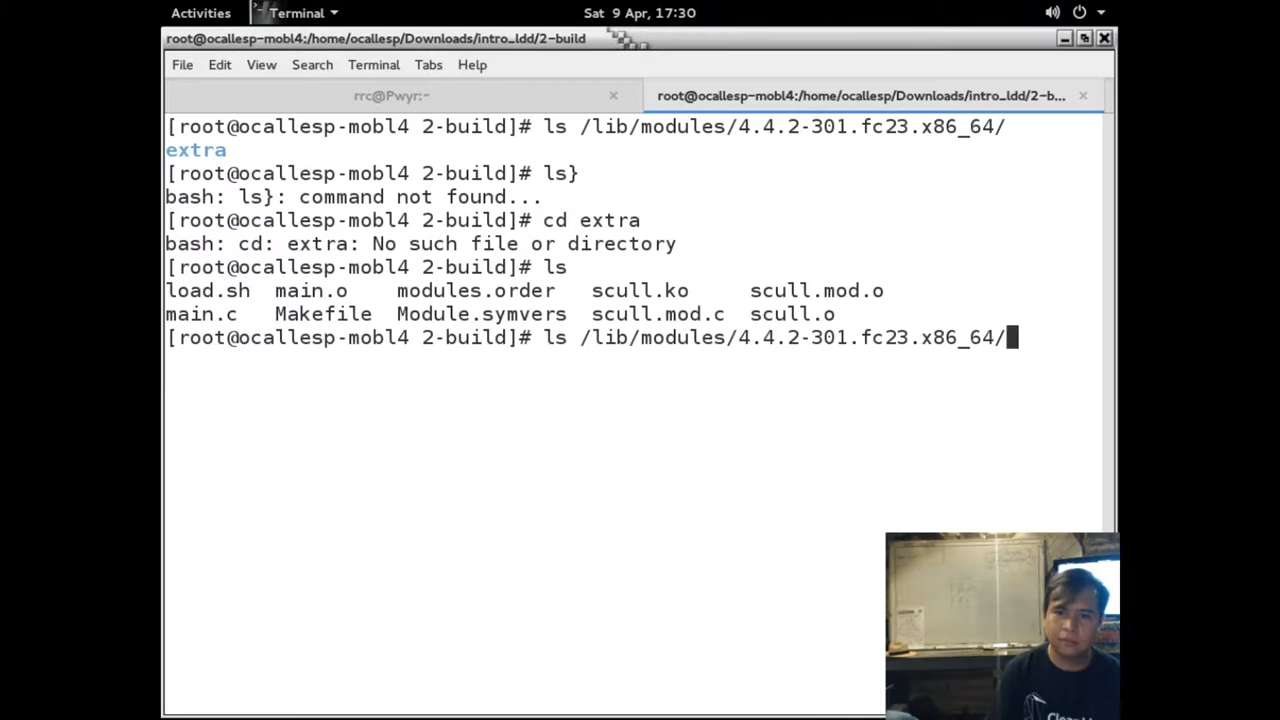 Activities Terminal Sat 9 Apr, 17:30
root@ocallesp-mobl4:/home/ocallesp/Downloads/intro_ldd/2-build
File Edit View Search Terminal Tabs Help
rrc@Pwyr:~ root@ocallesp-mobl4:/home/ocallesp/Downloads/intro_ldd/2-b...
[root@ocallesp-mobl4 2-build]# ls /lib/modules/4.4.2-301.fc23.x86_64/
extra
[root@ocallesp-mobl4 2-build]# ls}
bash: ls}: command not found...
[root@ocallesp-mobl4 2-build]# cd extra
bash: cd: extra: No such file or directory
[root@ocallesp-mobl4 2-build]# ls
load.sh main.o modules.order scull.ko scull.mod.o
main.c Makefile Module.symvers scull.mod.c scull.o
[root@ocallesp-mobl4 2-build]# ls /lib/modules/4.4.2-301.fc23.x86_64/